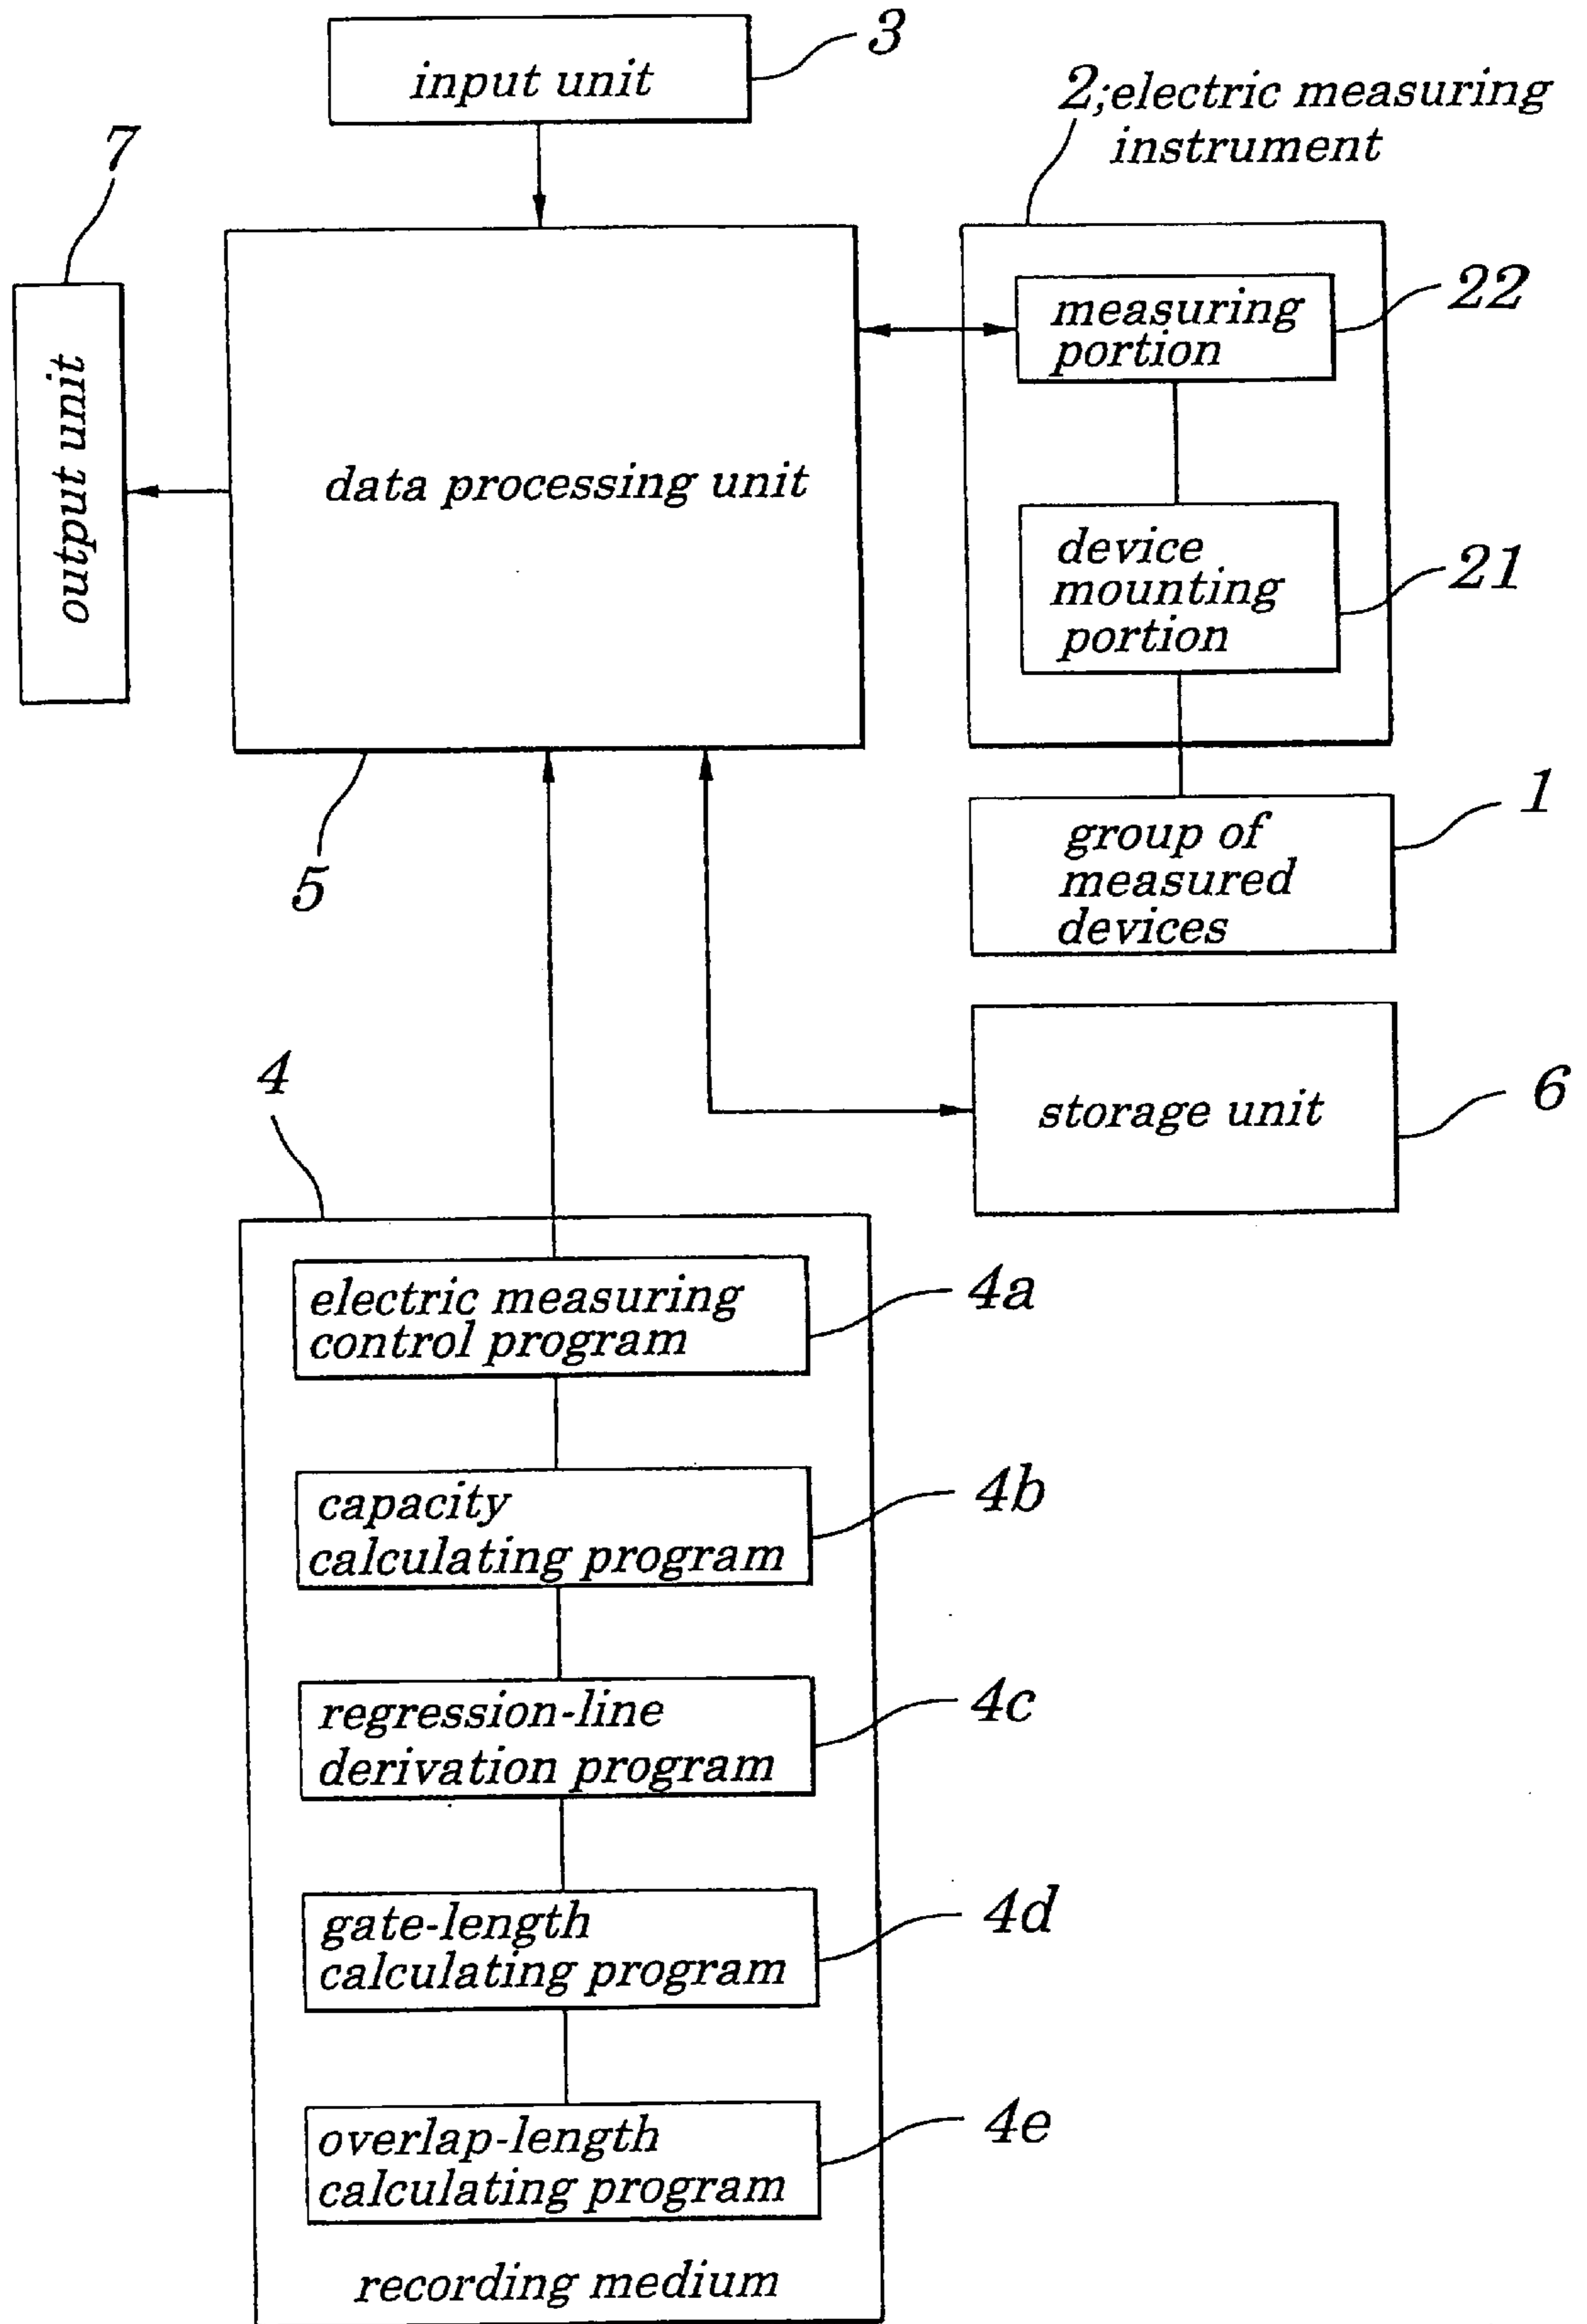 3
input unit
2;electric measuring
instrument
7
22
measuring
portion
output unit
data processing unit
device
mounting
portion
21
1
group of
measured
devices
5
4
storage unit
6
electric measuring
control program
4a
capacity
calculating program
4b
regression-line
derivation program
4c
gate-length
calculating program
4d
overlap-length
calculating program
4e
recording medium